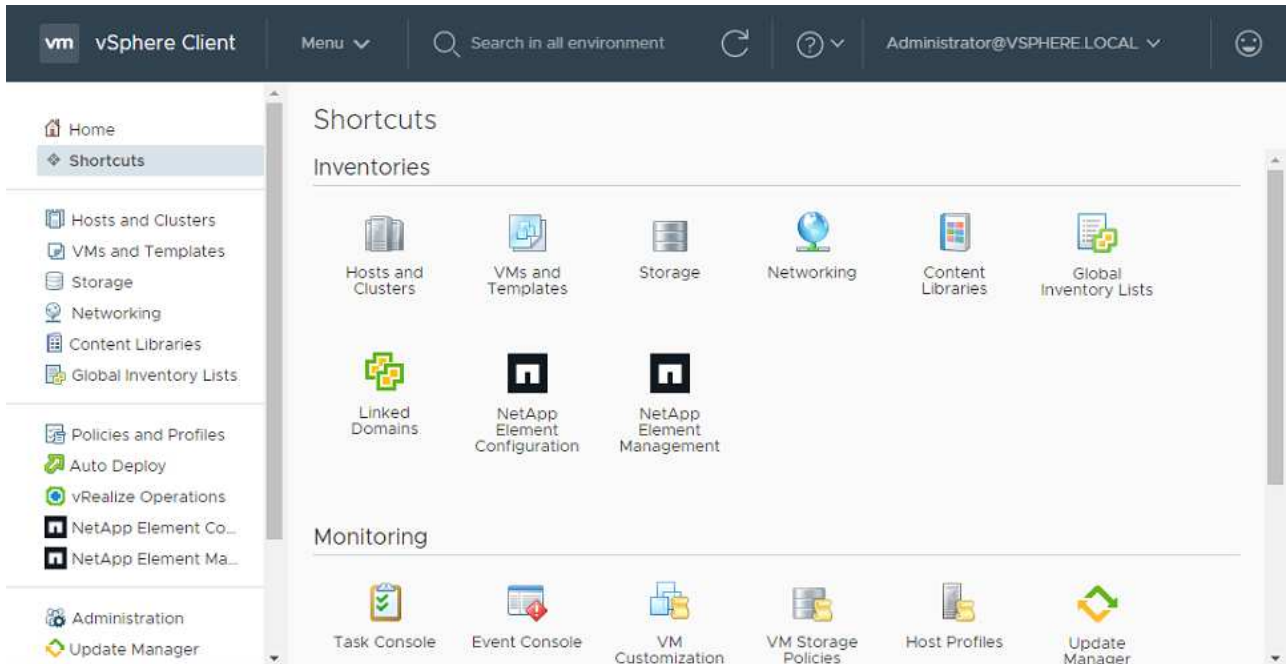 vm vSphere Client Menu Search in all environment Administrator@VSPHERE.LOCAL
Home
Shortcuts
Hosts and Clusters
VMs and Templates
Storage
Networking
Content Libraries
Global Inventory Lists
Policies and Profiles
Auto Deploy
vRealize Operations
NetApp Element Co...
NetApp Element Ma...
Administration
Update Manager
Shortcuts
Inventories
Hosts and
Clusters
VMs and
Templates
Storage
Networking
Content
Libraries
Global
Inventory Lists
Linked
Domains
NetApp
Element
Configuration
NetApp
Element
Management
Monitoring
Task Console
Event Console
VM
Customization
VM Storage
Policies
Host Profiles
Update
Manager